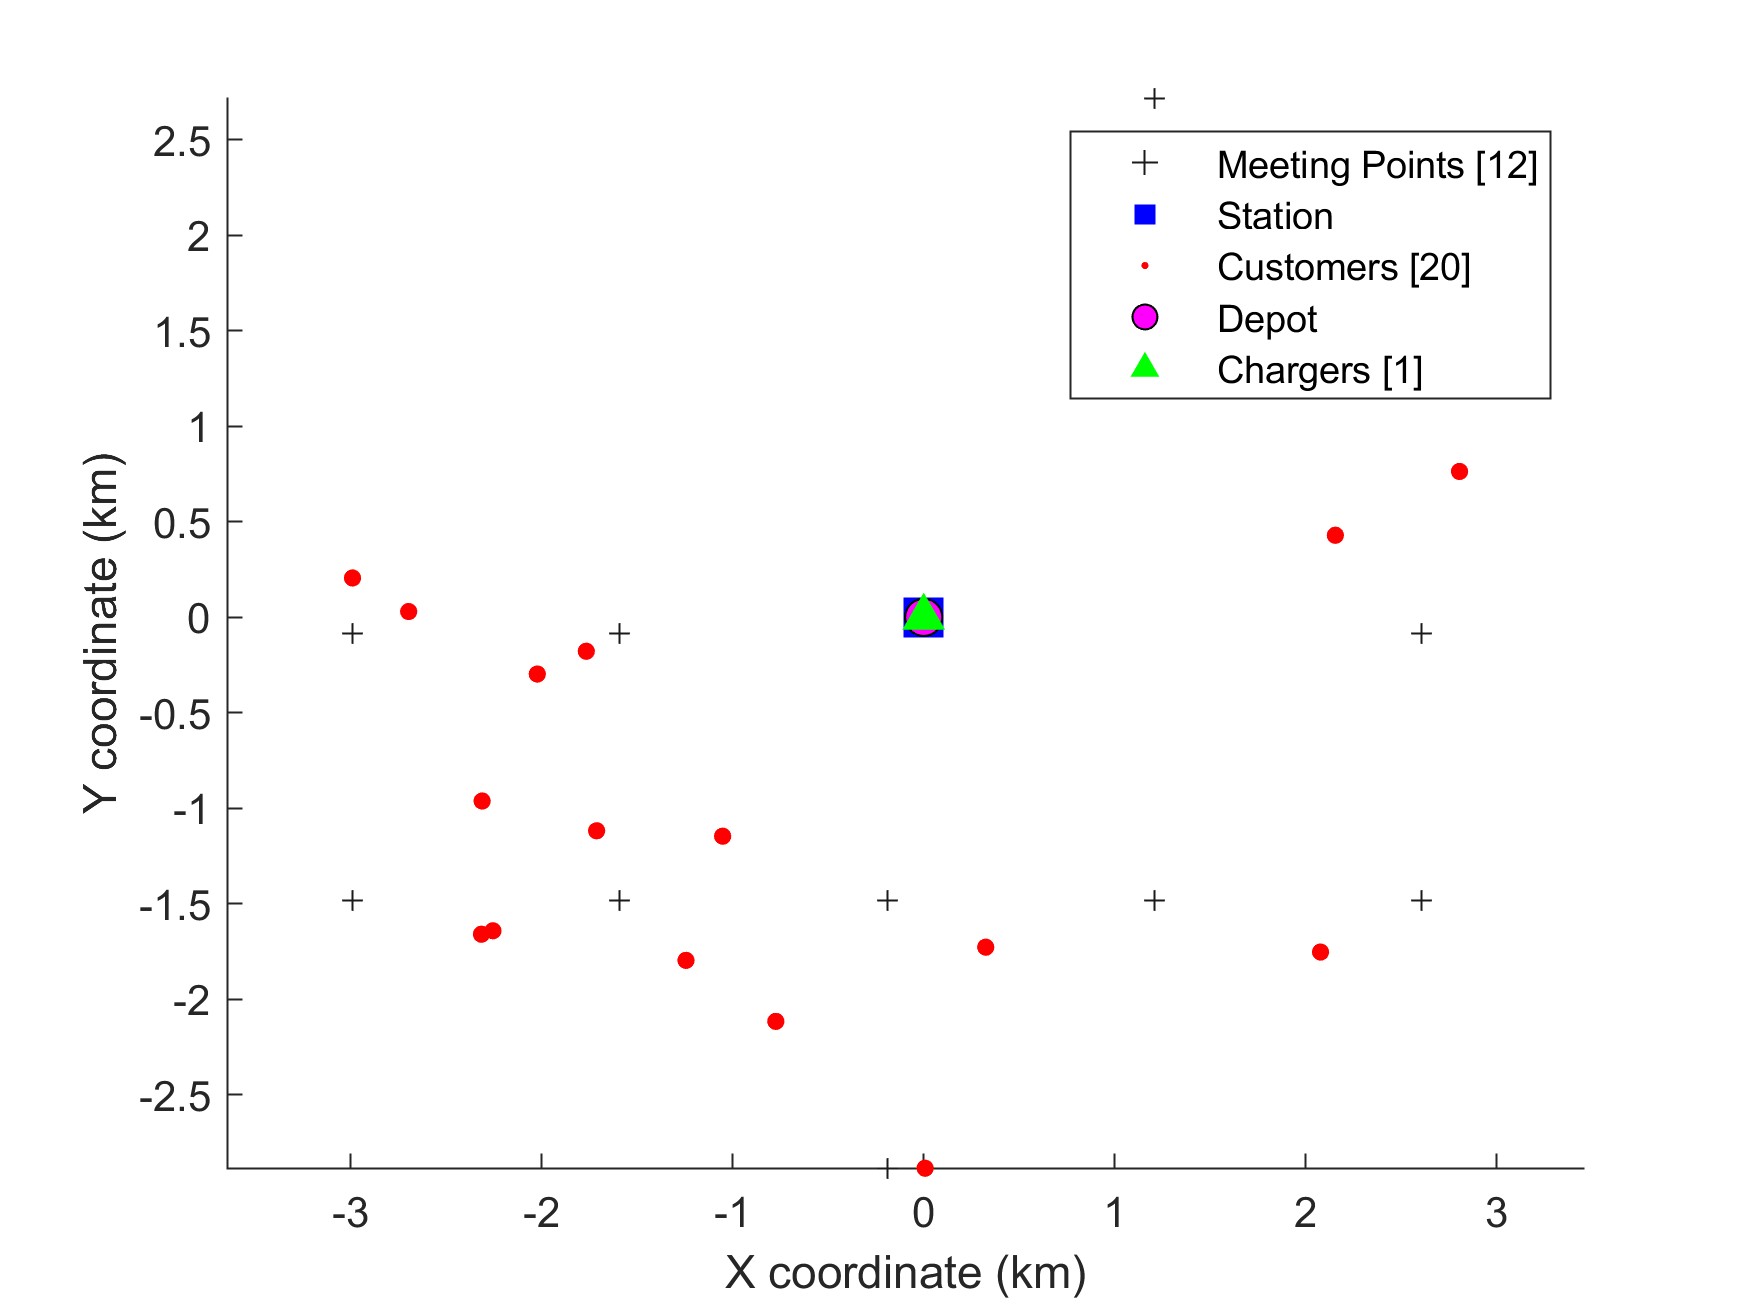 Meeting Points [12]
Station
Customers [20]
Depot
Chargers [1]
2.5
2
1.5
1
0.5
0
-0.5
-1
-1.5
-2
-2.5
Y coordinate (km)
-3 -2 -1 0 1 2 3
X coordinate (km)